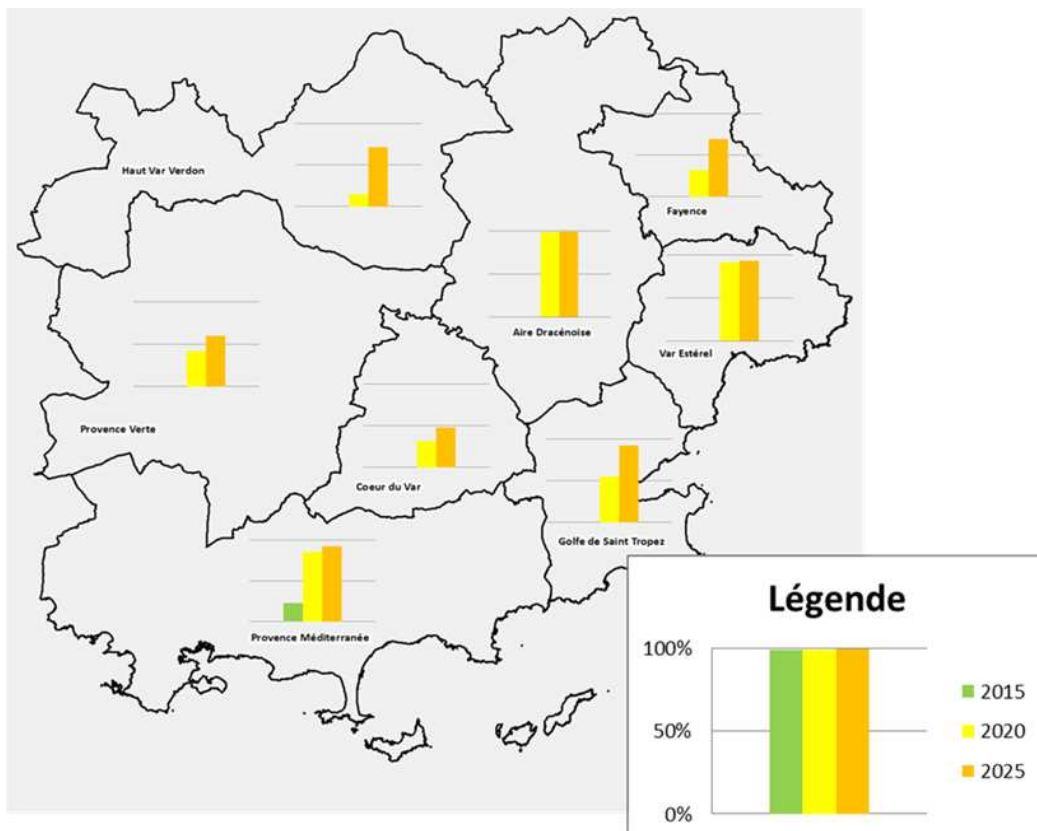 Haut Var Verdon
Fayence
Aire Dracénoise
Var Estérel
Provence Verte
Coeur du Var
Golfe de Saint Tropez
Provence Méditerranée
Légende
100%
50%
0%
2015
2020
2025